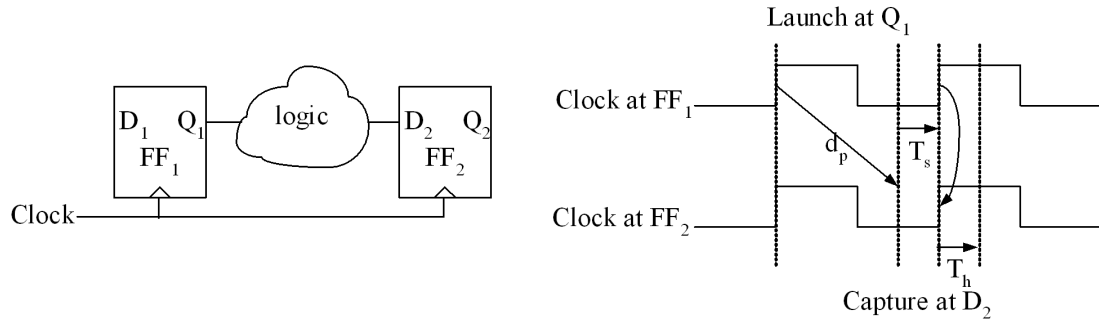 Launch at Q₁
D₁ Q₁
FF₁
logic
D₂ Q₂
FF₂
Clock
Clock at FF₁
dₚ
Tₛ
Clock at FF₂
Tₕ
Capture at D₂